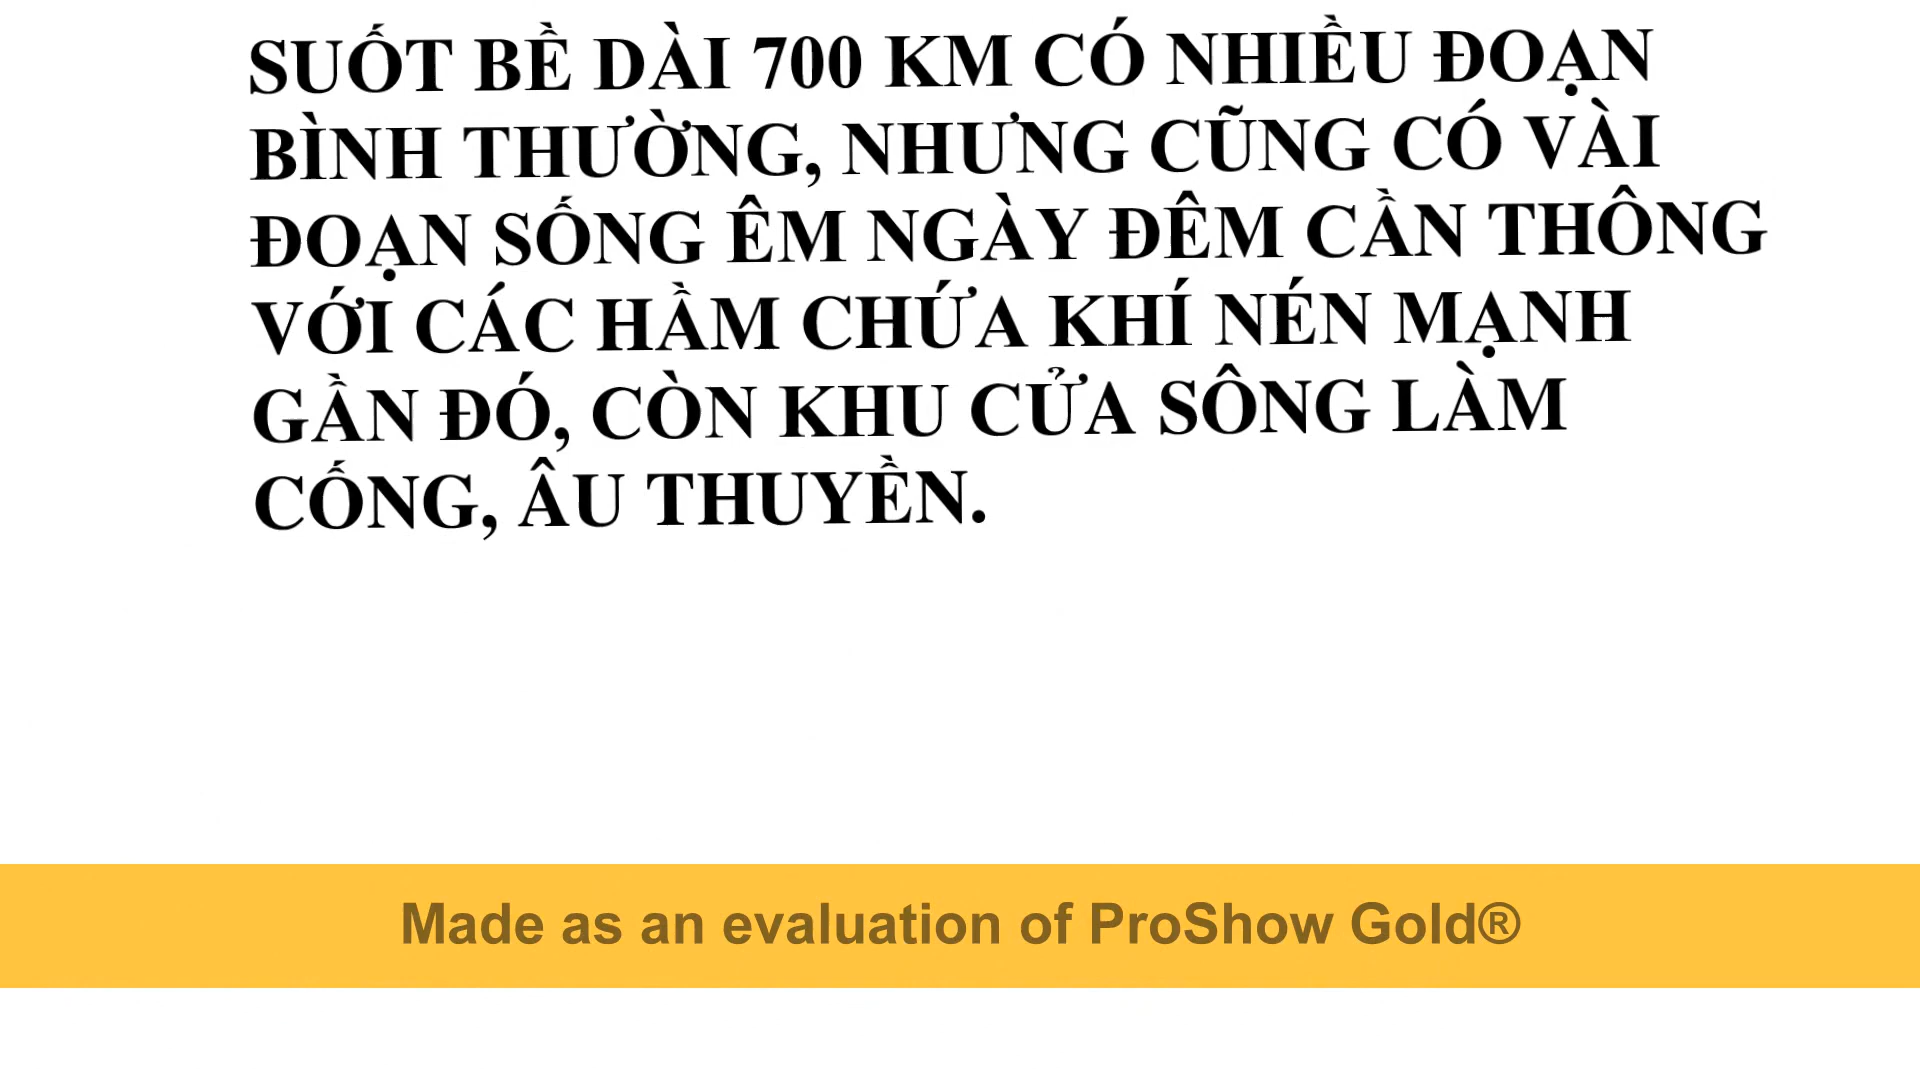 SUỐT BỀ DÀI 700 KM CÓ NHIỀU ĐOẠN
BÌNH THƯỜNG, NHƯNG CŨNG CÓ VÀI
ĐOẠN SỐNG ÊM NGÀY ĐÊM CẦN THÔNG
VỚI CÁC HẦM CHỨA KHÍ NÉN MẠNH
GẦN ĐÓ, CÒN KHU CỬA SÔNG LÀM
CỐNG, ÂU THUYỀN.
Made as an evaluation of ProShow Gold®